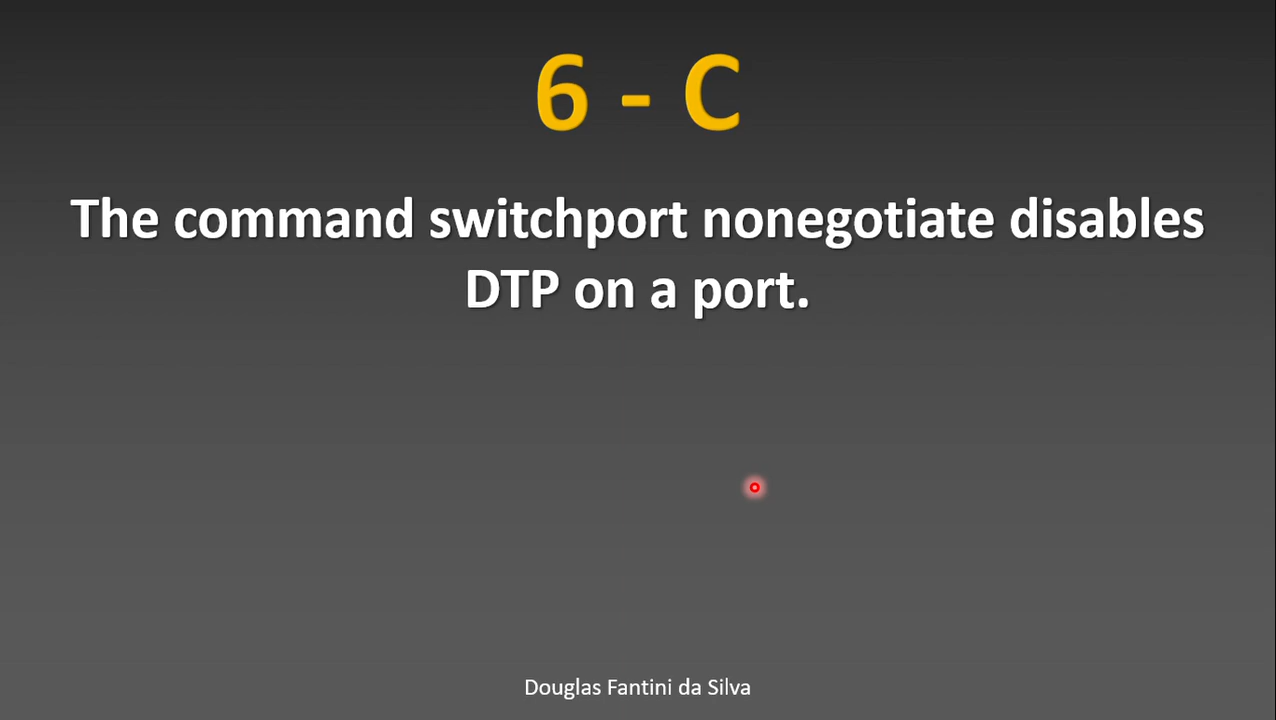 6 - C
The command switchport nonegotiate disables
DTP on a port.
Douglas Fantini da Silva